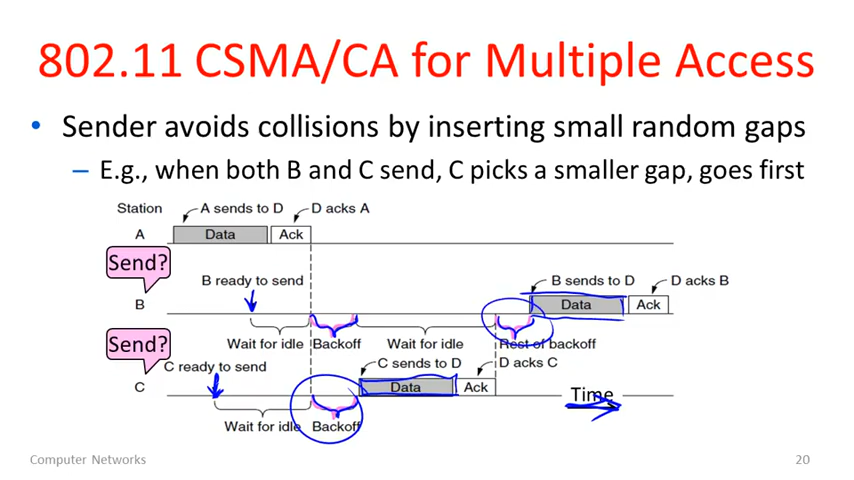 802.11 CSMA/CA for Multiple Access
• Sender avoids collisions by inserting small random gaps
– E.g., when both B and C send, C picks a smaller gap, goes first
Station
A sends to D
D acks A
A
Data
Ack
Send?
B ready to send
B sends to D
D acks B
B
Data
Ack
Send?
Wait for idle
Backoff
Wait for idle
Rest of backoff
C ready to send
C sends to D
D acks C
C
Data
Ack
Time
Wait for idle
Backoff
Computer Networks
20